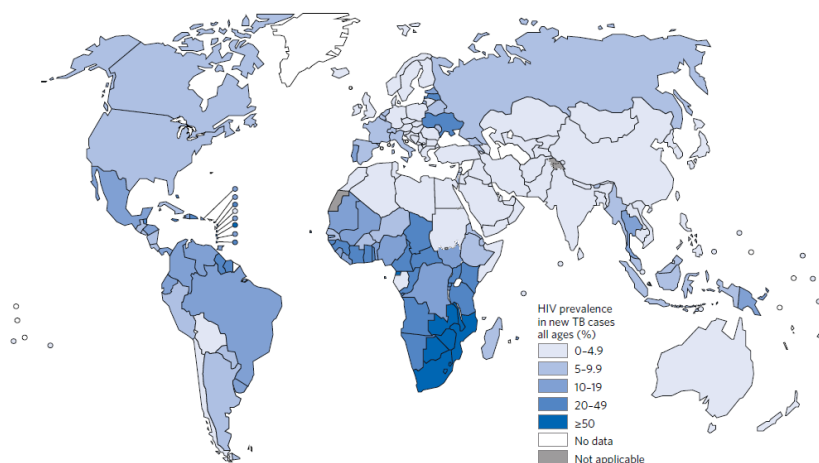 HIV prevalence
in new TB cases
all ages (%)
0–4.9
5–9.9
10–19
20–49
≥50
No data
Not applicable